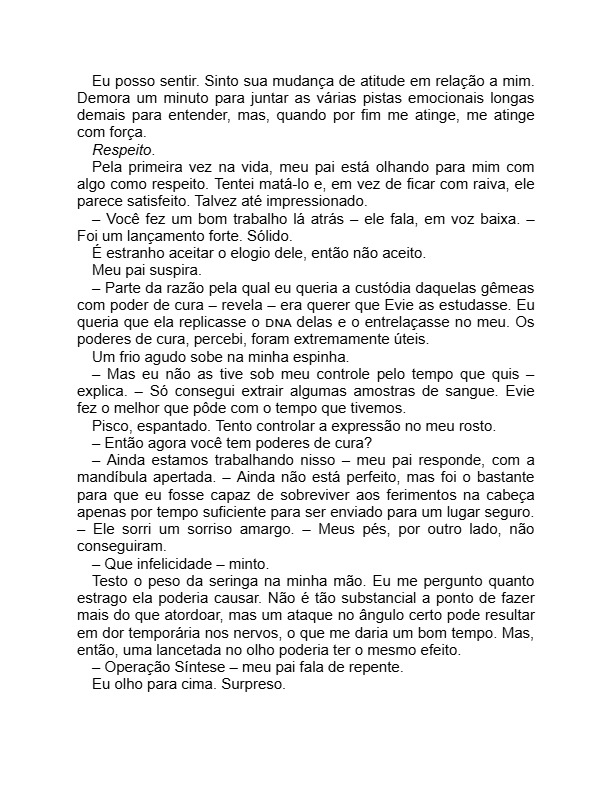 Eu posso sentir. Sinto sua mudança de atitude em relação a mim.
Demora um minuto para juntar as várias pistas emocionais longas
demais para entender, mas, quando por fim me atinge, me atinge
com força.
Respeito.
Pela primeira vez na vida, meu pai está olhando para mim com
algo como respeito. Tentei matá-lo e, em vez de ficar com raiva, ele
parece satisfeito. Talvez até impressionado.
– Você fez um bom trabalho lá atrás – ele fala, em voz baixa. –
Foi um lançamento forte. Sólido.
É estranho aceitar o elogio dele, então não aceito.
Meu pai suspira.
– Parte da razão pela qual eu queria a custódia daquelas gêmeas
com poder de cura – revela – era querer que Evie as estudasse. Eu
queria que ela replicasse o DNA delas e o entrelaçasse no meu. Os
poderes de cura, percebi, foram extremamente úteis.
Um frio agudo sobe na minha espinha.
– Mas eu não as tive sob meu controle pelo tempo que quis –
explica. – Só consegui extrair algumas amostras de sangue. Evie
fez o melhor que pôde com o tempo que tivemos.
Pisco, espantado. Tento controlar a expressão no meu rosto.
– Então agora você tem poderes de cura?
– Ainda estamos trabalhando nisso – meu pai responde, com a
mandíbula apertada. – Ainda não está perfeito, mas foi o bastante
para que eu fosse capaz de sobreviver aos ferimentos na cabeça
apenas por tempo suficiente para ser enviado para um lugar seguro.
– Ele sorri um sorriso amargo. – Meus pés, por outro lado, não
conseguiram.
– Que infelicidade – minto.
Testo o peso da seringa na minha mão. Eu me pergunto quanto
estrago ela poderia causar. Não é tão substancial a ponto de fazer
mais do que atordoar, mas um ataque no ângulo certo pode resultar
em dor temporária nos nervos, o que me daria um bom tempo. Mas,
então, uma lancetada no olho poderia ter o mesmo efeito.
– Operação Síntese – meu pai fala de repente.
Eu olho para cima. Surpreso.